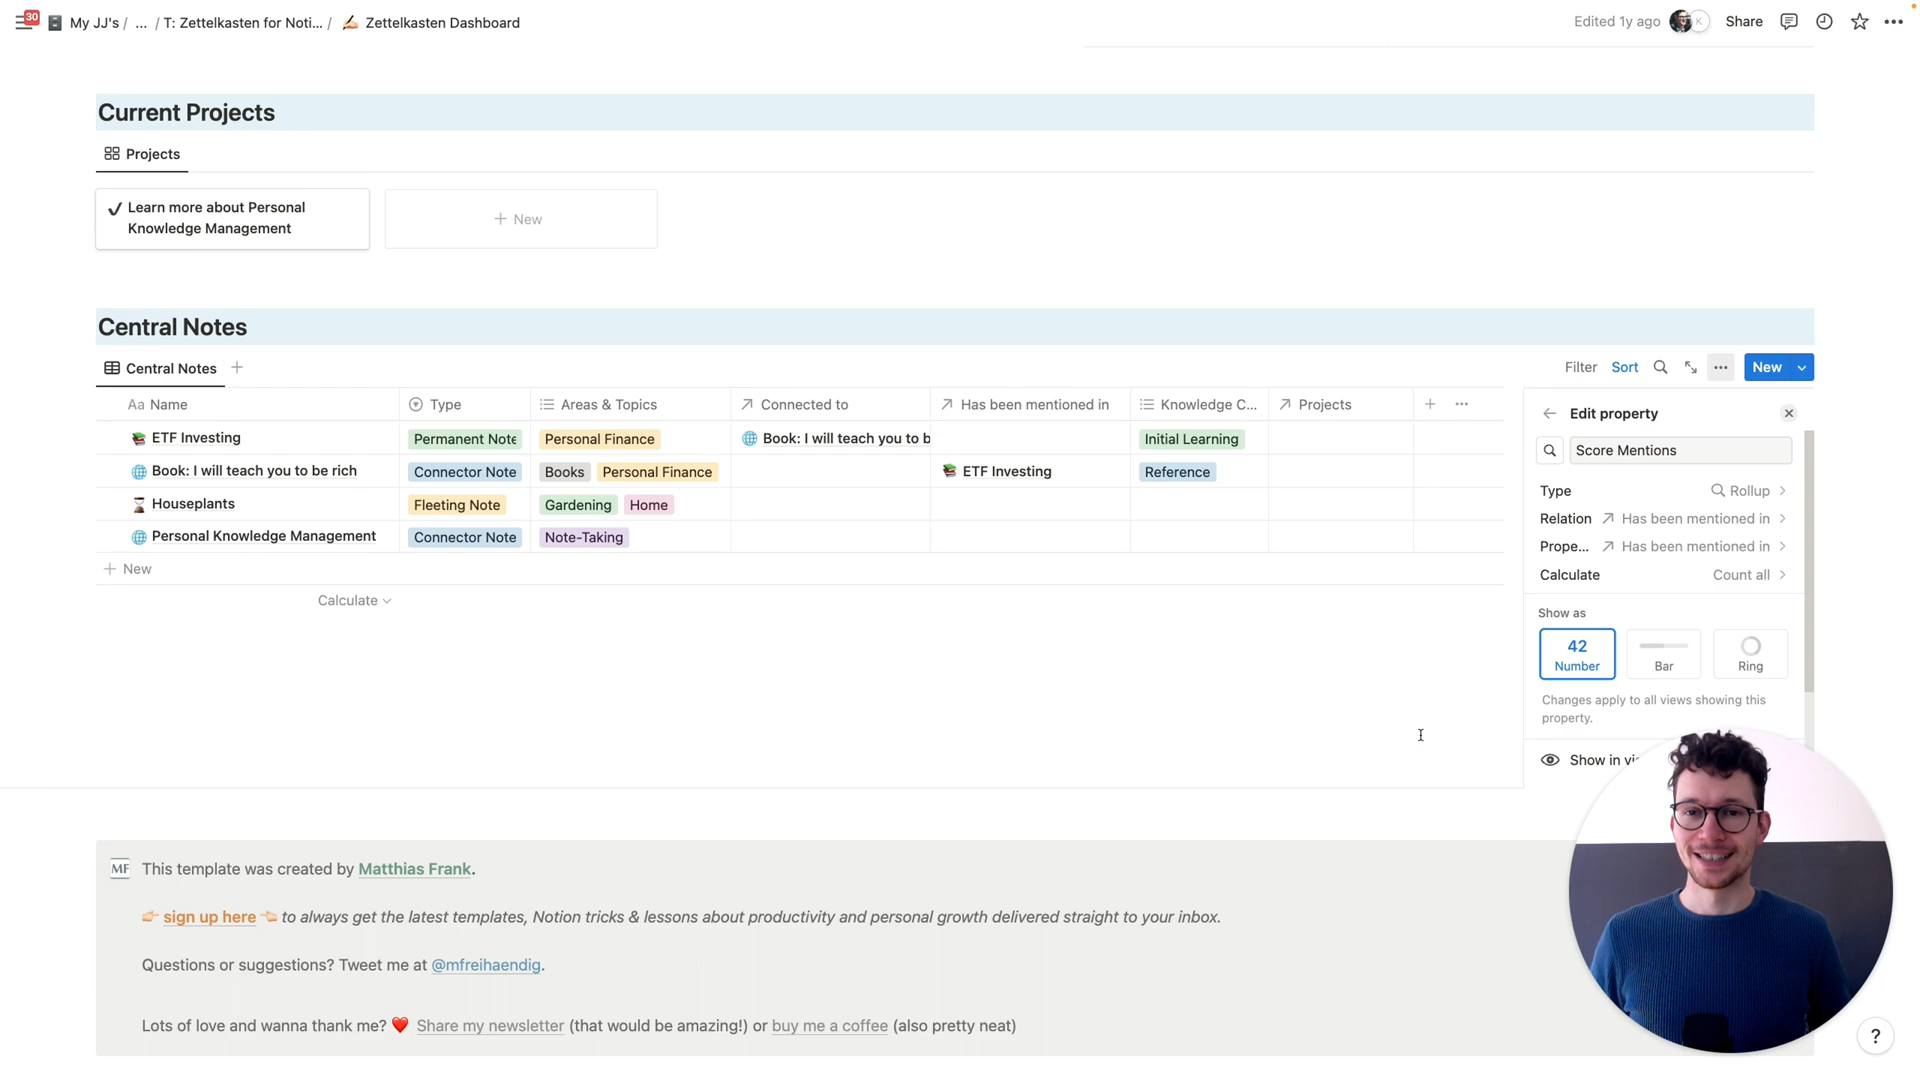 30 My JJ's / ... / T: Zettelkasten for Noti... / Zettelkasten Dashboard
Edited 1y ago K Share
Current Projects
Projects
Learn more about Personal
Knowledge Management
+ New
Central Notes
Central Notes +
Filter Sort New
Aa Name Type Areas & Topics Connected to Has been mentioned in Knowledge C... Projects +
ETF Investing Permanent Note Personal Finance Book: I will teach you to b Initial Learning
Book: I will teach you to be rich Connector Note Books Personal Finance ETF Investing Reference
Houseplants Fleeting Note Gardening Home
Personal Knowledge Management Connector Note Note-Taking
+ New
Calculate
Edit property
Score Mentions
Type Rollup
Relation Has been mentioned in
Prope... Has been mentioned in
Calculate Count all
Show as
42
Number Bar Ring
Changes apply to all views showing this
property.
Show in vi
MF This template was created by Matthias Frank.
👉🏻 sign up here 👈🏻 to always get the latest templates, Notion tricks & lessons about productivity and personal growth delivered straight to your inbox.
Questions or suggestions? Tweet me at @mfreihaendig.
Lots of love and wanna thank me? ❤️ Share my newsletter (that would be amazing!) or buy me a coffee (also pretty neat)
?